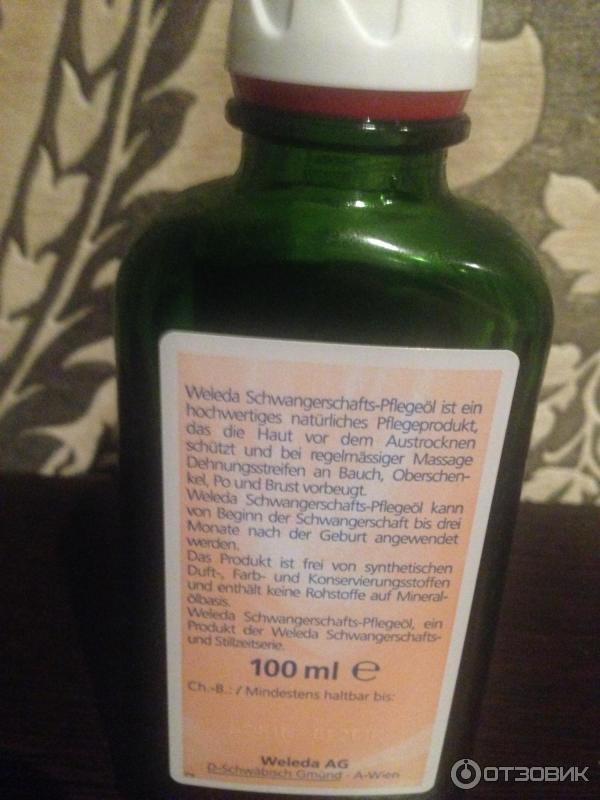 Weleda Schwangerschafts-Pflegeöl ist ein
hochwertiges natürliches Pflegeprodukt,
das die Haut vor dem Austrocknen
schützt und bei regelmässiger Massage
Dehnungsstreifen an Bauch, Oberschen-
kel, Po und Brust vorbeugt.
Weleda Schwangerschafts-Pflegeöl kann
von Beginn der Schwangerschaft bis drei
Monate nach der Geburt angewendet
werden.
Das Produkt ist frei von synthetischen
Duft-, Farb- und Konservierungsstoffen
und enthält keine Rohstoffe auf Mineral-
ölbasis.
Weleda Schwangerschafts-Pflegeöl, ein
Produkt der Weleda Schwangerschafts-
und Stillzeitserie.
100 ml ℮
Ch.-B.: / Mindestens haltbar bis:
Weleda AG
D-Schwäbisch Gmünd - A-Wien
ОТЗОВИК